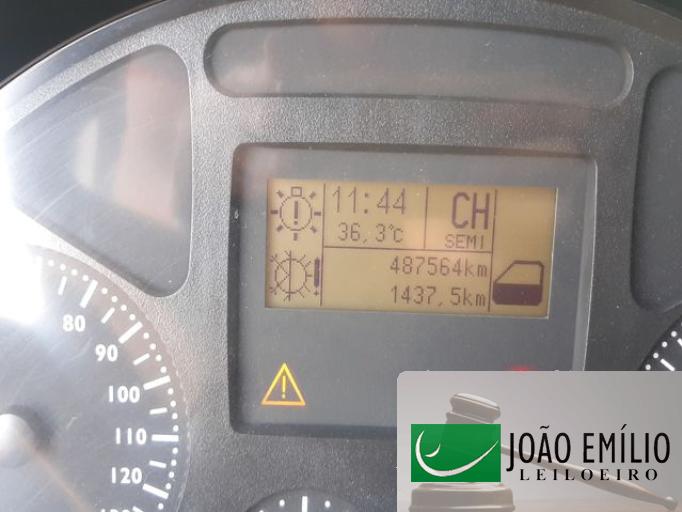 11:44
CH
36,3°C
SEMI
487564km
1437,5km
80
90
100
110
120
JOÃO EMÍLIO
LEILOEIRO